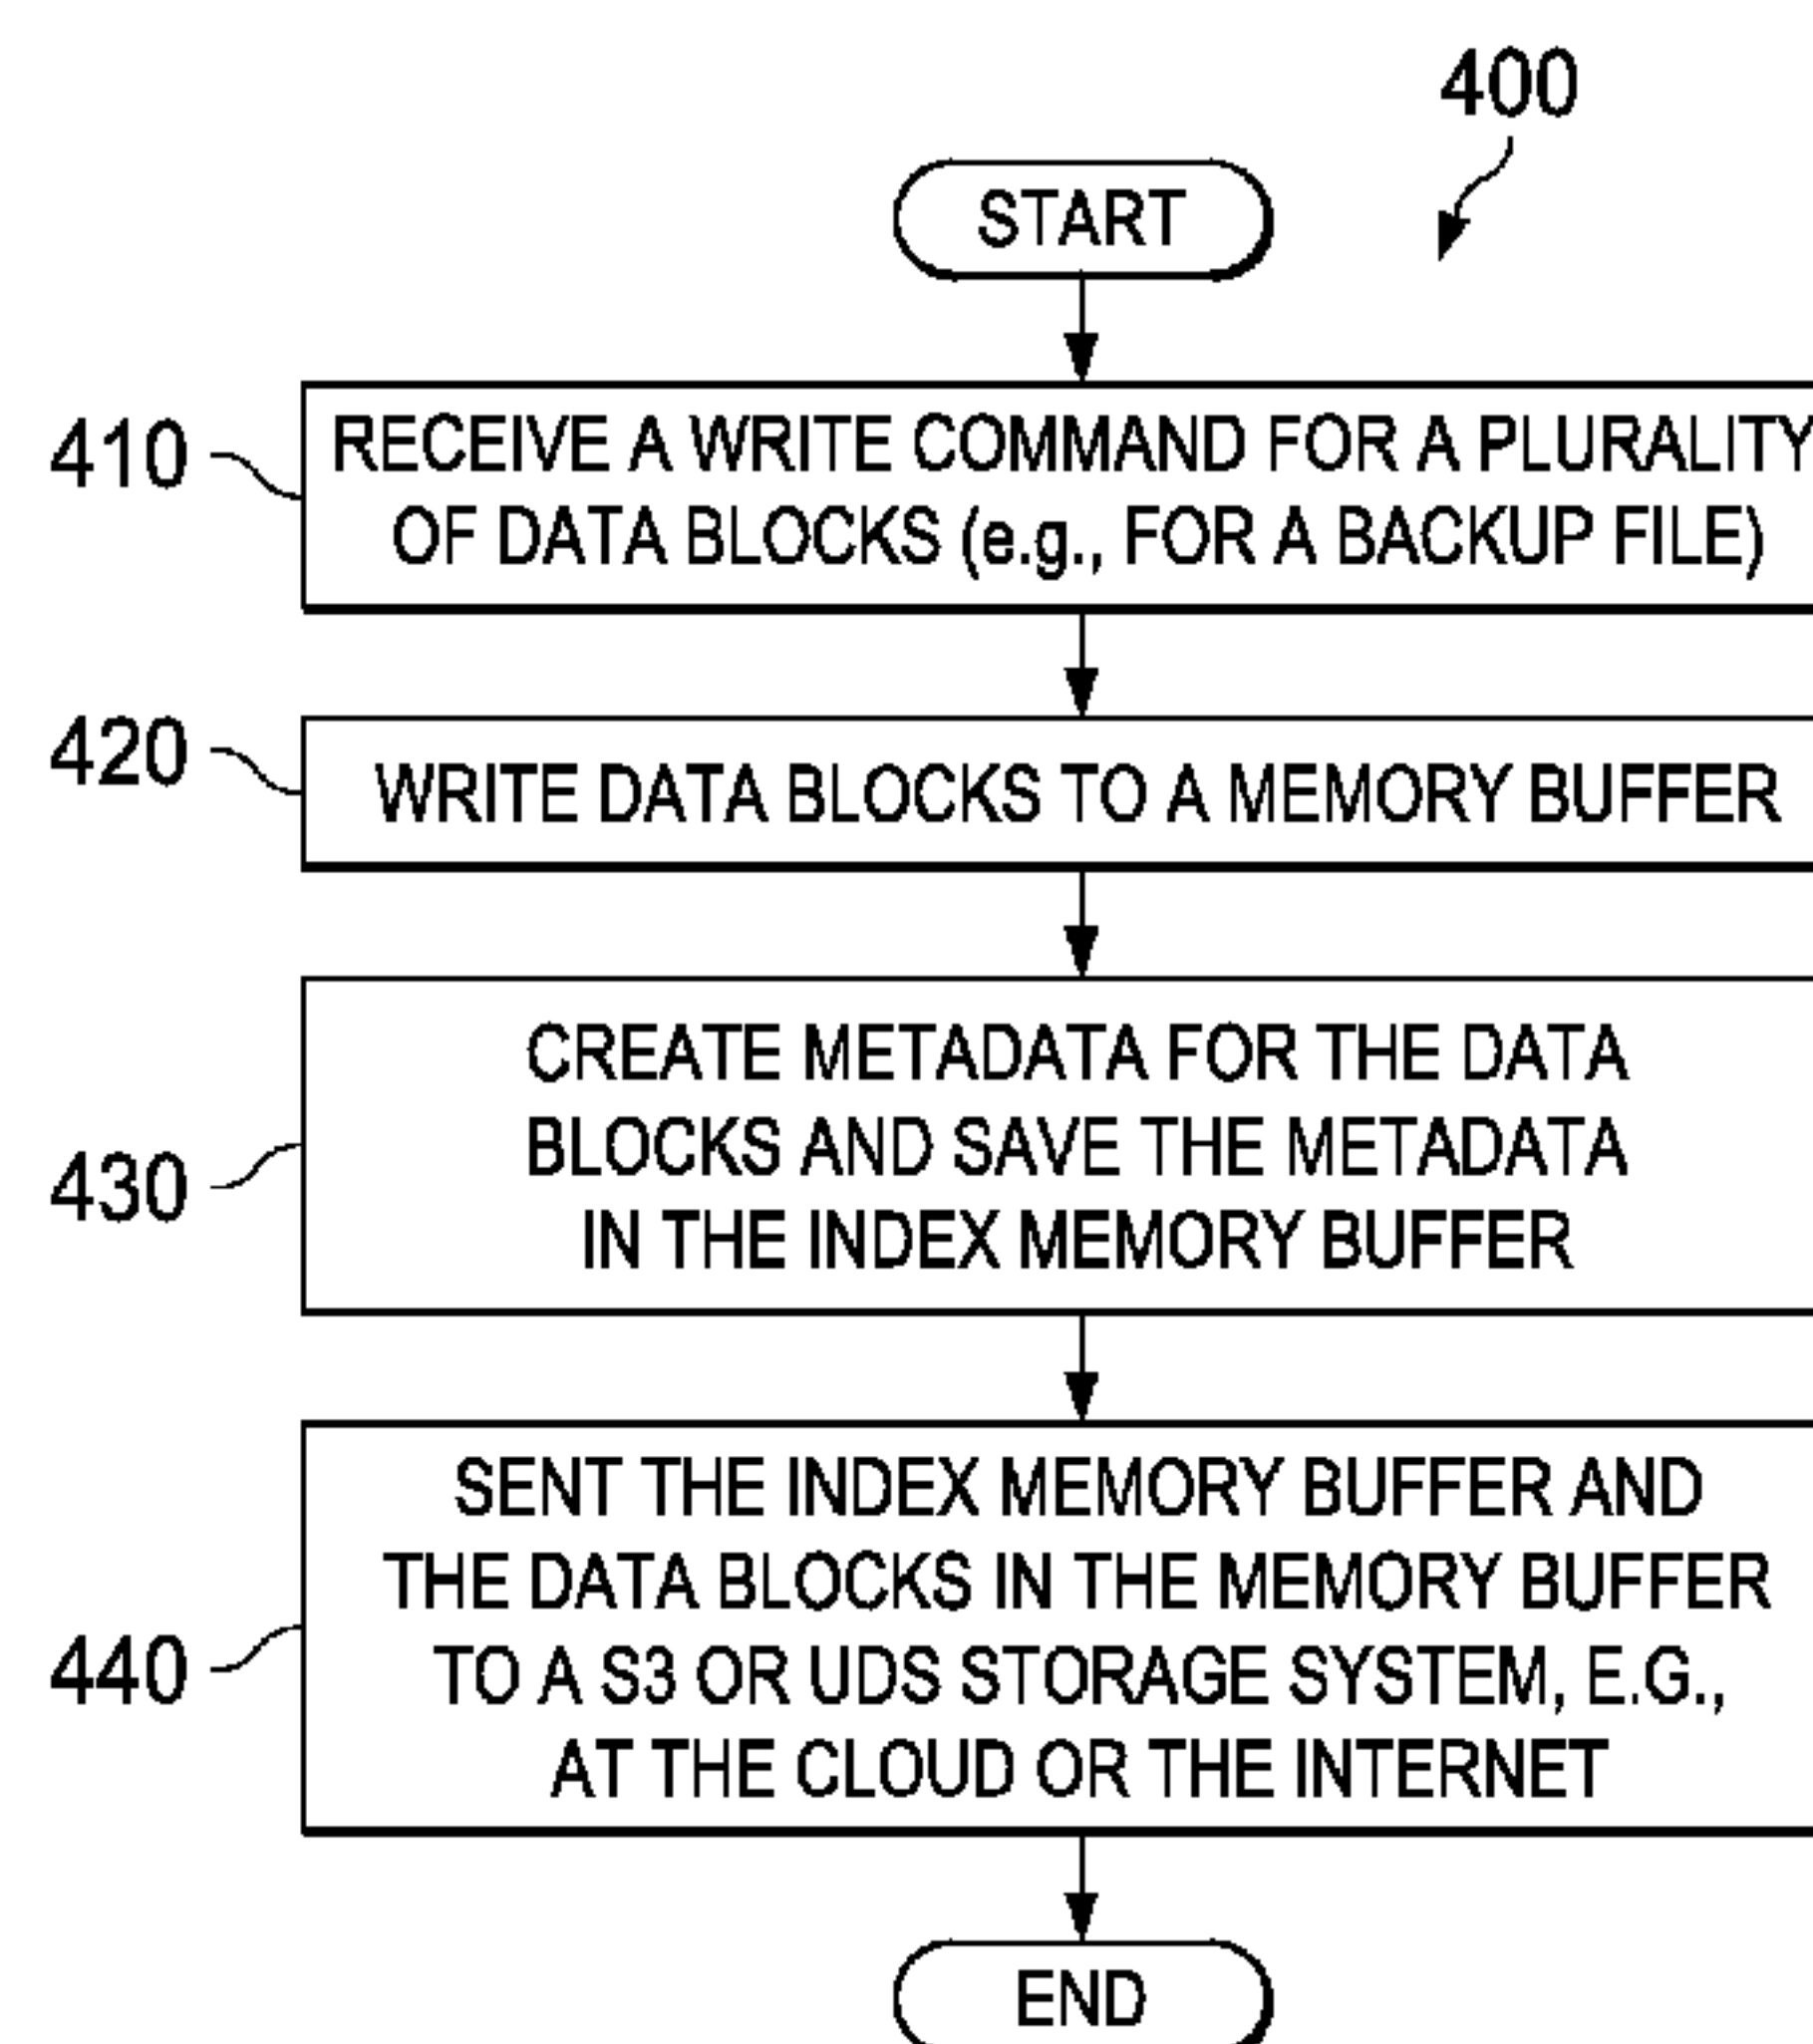 400
START
410
RECEIVE A WRITE COMMAND FOR A PLURALITY
OF DATA BLOCKS (e.g., FOR A BACKUP FILE)
420
WRITE DATA BLOCKS TO A MEMORY BUFFER
CREATE METADATA FOR THE DATA
BLOCKS AND SAVE THE METADATA
430
IN THE INDEX MEMORY BUFFER
SENT THE INDEX MEMORY BUFFER AND
THE DATA BLOCKS IN THE MEMORY BUFFER
440
TO A S3 OR UDS STORAGE SYSTEM, E.G.,
AT THE CLOUD OR THE INTERNET
END